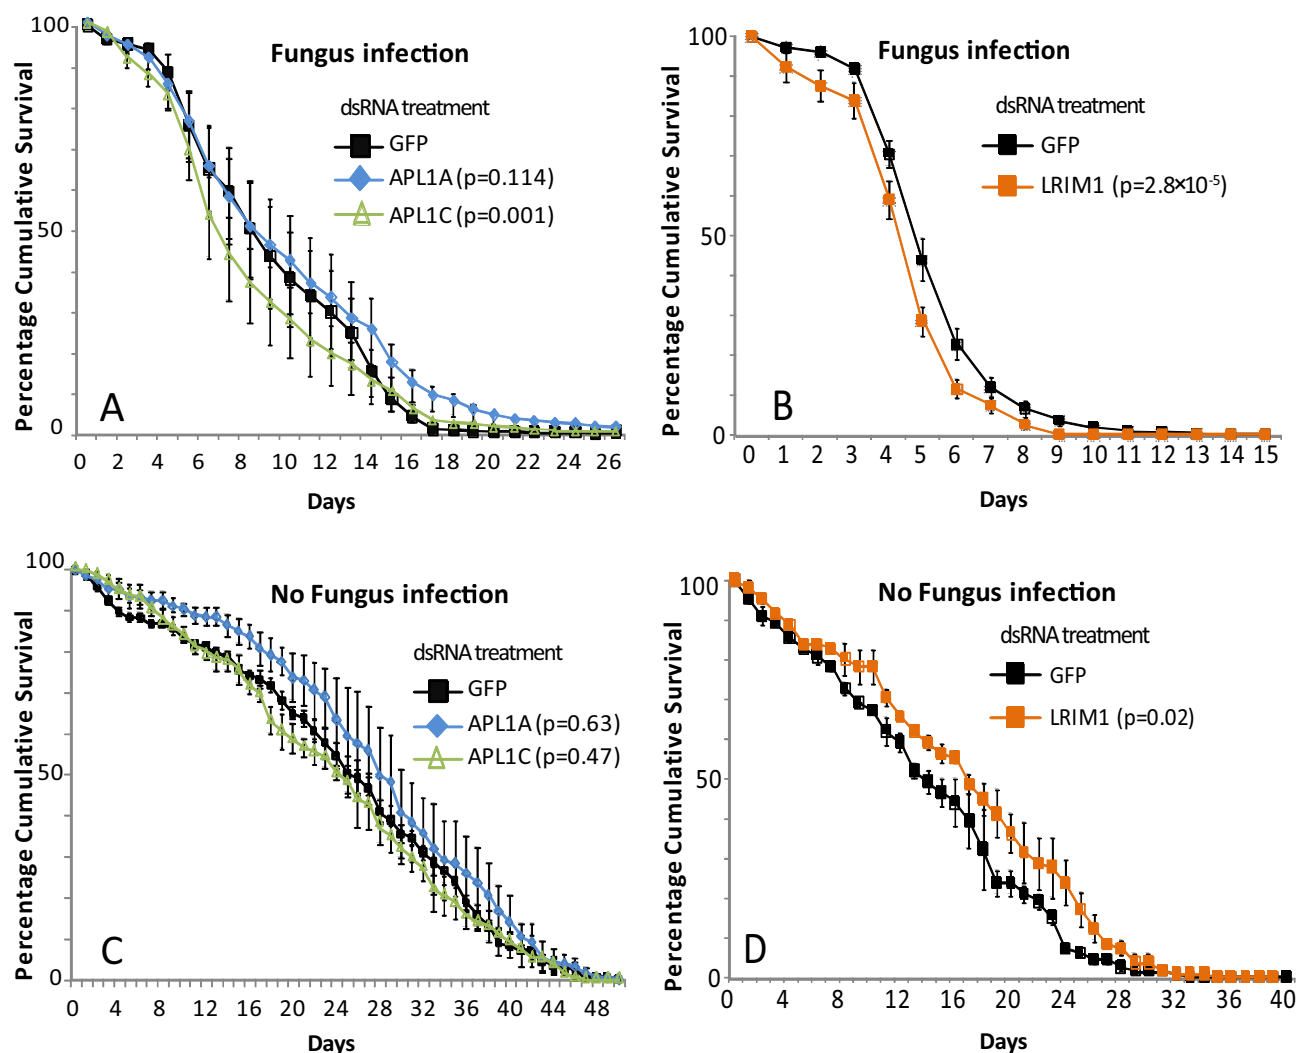 Fungus infection
dsRNA treatment
GFP
APL1A (p=0.114)
APL1C (p=0.001)
Percentage Cumulative Survival
100
50
0
A
0 2 4 6 8 10 12 14 16 18 20 22 24 26
Days
Fungus infection
dsRNA treatment
GFP
LRIM1 (p=2.8×10⁻⁵)
Percentage Cumulative Survival
100
50
0
B
0 1 2 3 4 5 6 7 8 9 10 11 12 13 14 15
Days
No Fungus infection
dsRNA treatment
GFP
APL1A (p=0.63)
APL1C (p=0.47)
Percentage Cumulative Survival
100
50
0
C
0 4 8 12 16 20 24 28 32 36 40 44 48
Days
No Fungus infection
dsRNA treatment
GFP
LRIM1 (p=0.02)
Percentage Cumulative Survival
100
50
0
D
0 4 8 12 16 20 24 28 32 36 40
Days